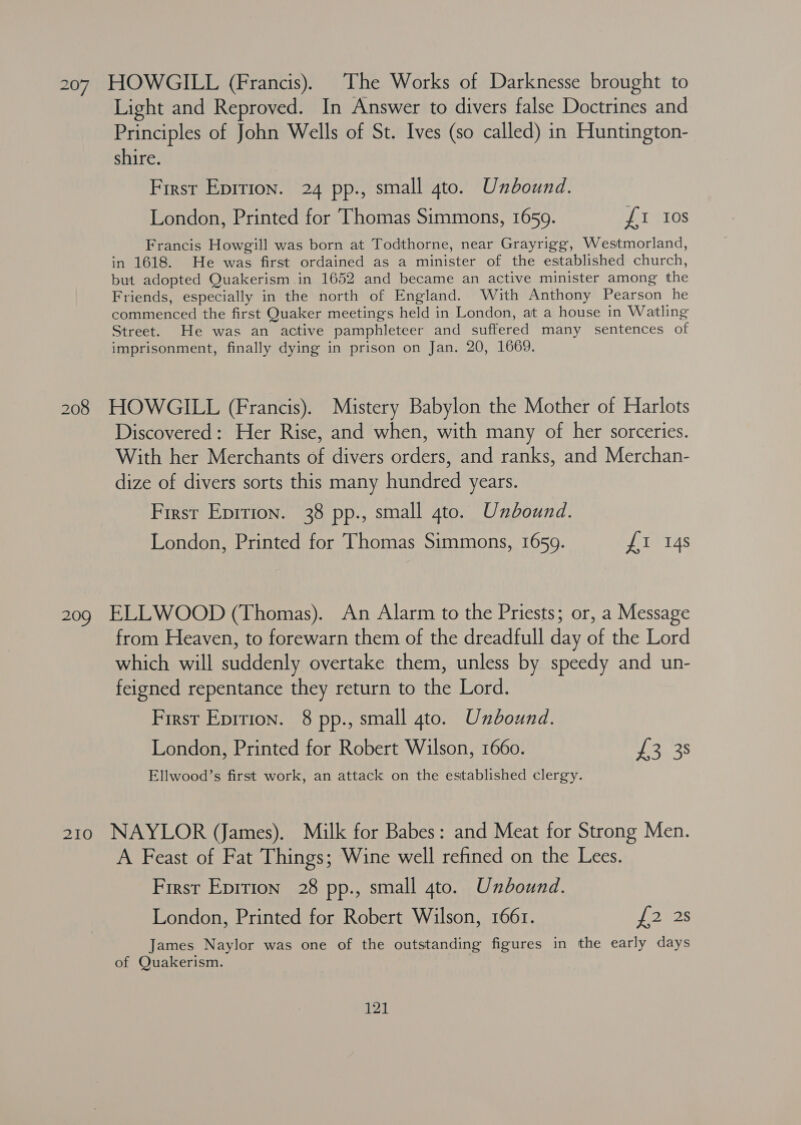 207 HOWGILL (Francis). The Works of Darknesse brought to
Light and Reproved. In Answer to divers false Doctrines and
Principles of John Wells of St. Ives (so called) in Huntington-
shire.
First Edition. 24 pp., small 4to. Unbound.
London, Printed for Thomas Simmons, 1659. £1 10s
Francis Howgill was born at Todthorne, near Grayrigg, Westmorland,
in 1618. He was first ordained as a minister of the established church,
but adopted Quakerism in 1652 and became an active minister among the
Friends, especially in the north of England. With Anthony Pearson he
commenced the first Quaker meetings held in London, at a house in Watling
Street. He was an active pamphleteer and suffered many sentences of
imprisonment, finally dying in prison on Jan. 20, 1669.
208 HOWGILL (Francis). Mistery Babylon the Mother of Harlots
Discovered: Her Rise, and when, with many of her sorceries.
With her Merchants of divers orders, and ranks, and Merchan-
dize of divers sorts this many hundred years.
First Edition. 38 pp., small 4to. Unbound.
London, Printed for Thomas Simmons, 1659. £1 14s
209 ELLWOOD (Thomas). An Alarm to the Priests; or, a Message
from Heaven, to forewarn them of the dreadfull day of the Lord
which will suddenly overtake them, unless by speedy and un-
feigned repentance they return to the Lord.
First Edition. 8 pp., small 4to. Unbound.
London, Printed for Robert Wilson, 1660. £3 3s
Ellwood's first work, an attack on the established clergy.
210 NAYLOR (James). Milk for Babes: and Meat for Strong Men.
A Feast of Fat Things; Wine well refined on the Lees.
First Edition 28 pp., small 4to. Unbound.
London, Printed for Robert Wilson, 1661. £2 2s
James Naylor was one of the outstanding figures in the early days
of Quakerism.
121